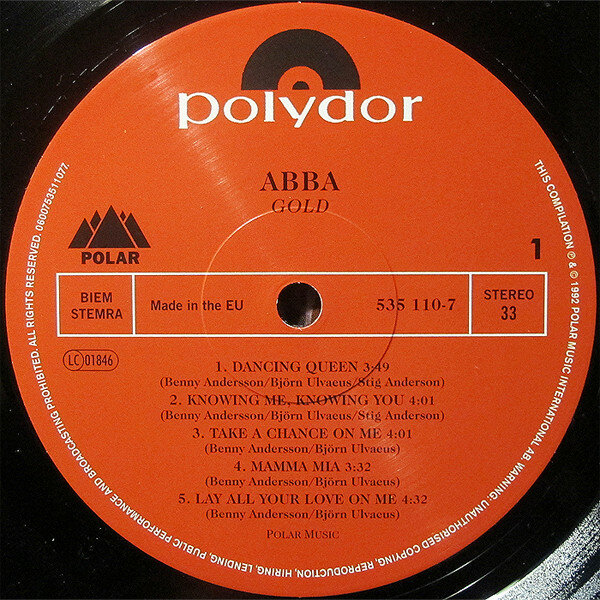 polydor
ABBA
GOLD
POLAR
1
BIEM
STEMRA
Made in the EU
535 110-7
STEREO
33
LC 01846
1. DANCING QUEEN 3:49
(Benny Andersson/Björn Ulvaeus/Stig Anderson)
2. KNOWING ME, KNOWING YOU 4:01
(Benny Andersson/Björn Ulvaeus/Stig Anderson)
3. TAKE A CHANCE ON ME 4:01
(Benny Andersson/Björn Ulvaeus)
4. MAMMA MIA 3:32
(Benny Andersson/Björn Ulvaeus)
5. LAY ALL YOUR LOVE ON ME 4:32
(Benny Andersson/Björn Ulvaeus)
POLAR MUSIC
THIS COMPILATION ℗ & © 1992 POLAR MUSIC INTERNATIONAL AB WARNING: UNAUTHORISED COPYING, REPRODUCTION, HIRING, LENDING, PUBLIC PERFORMANCE AND BROADCASTING PROHIBITED. ALL RIGHTS RESERVED. 0600753511077.